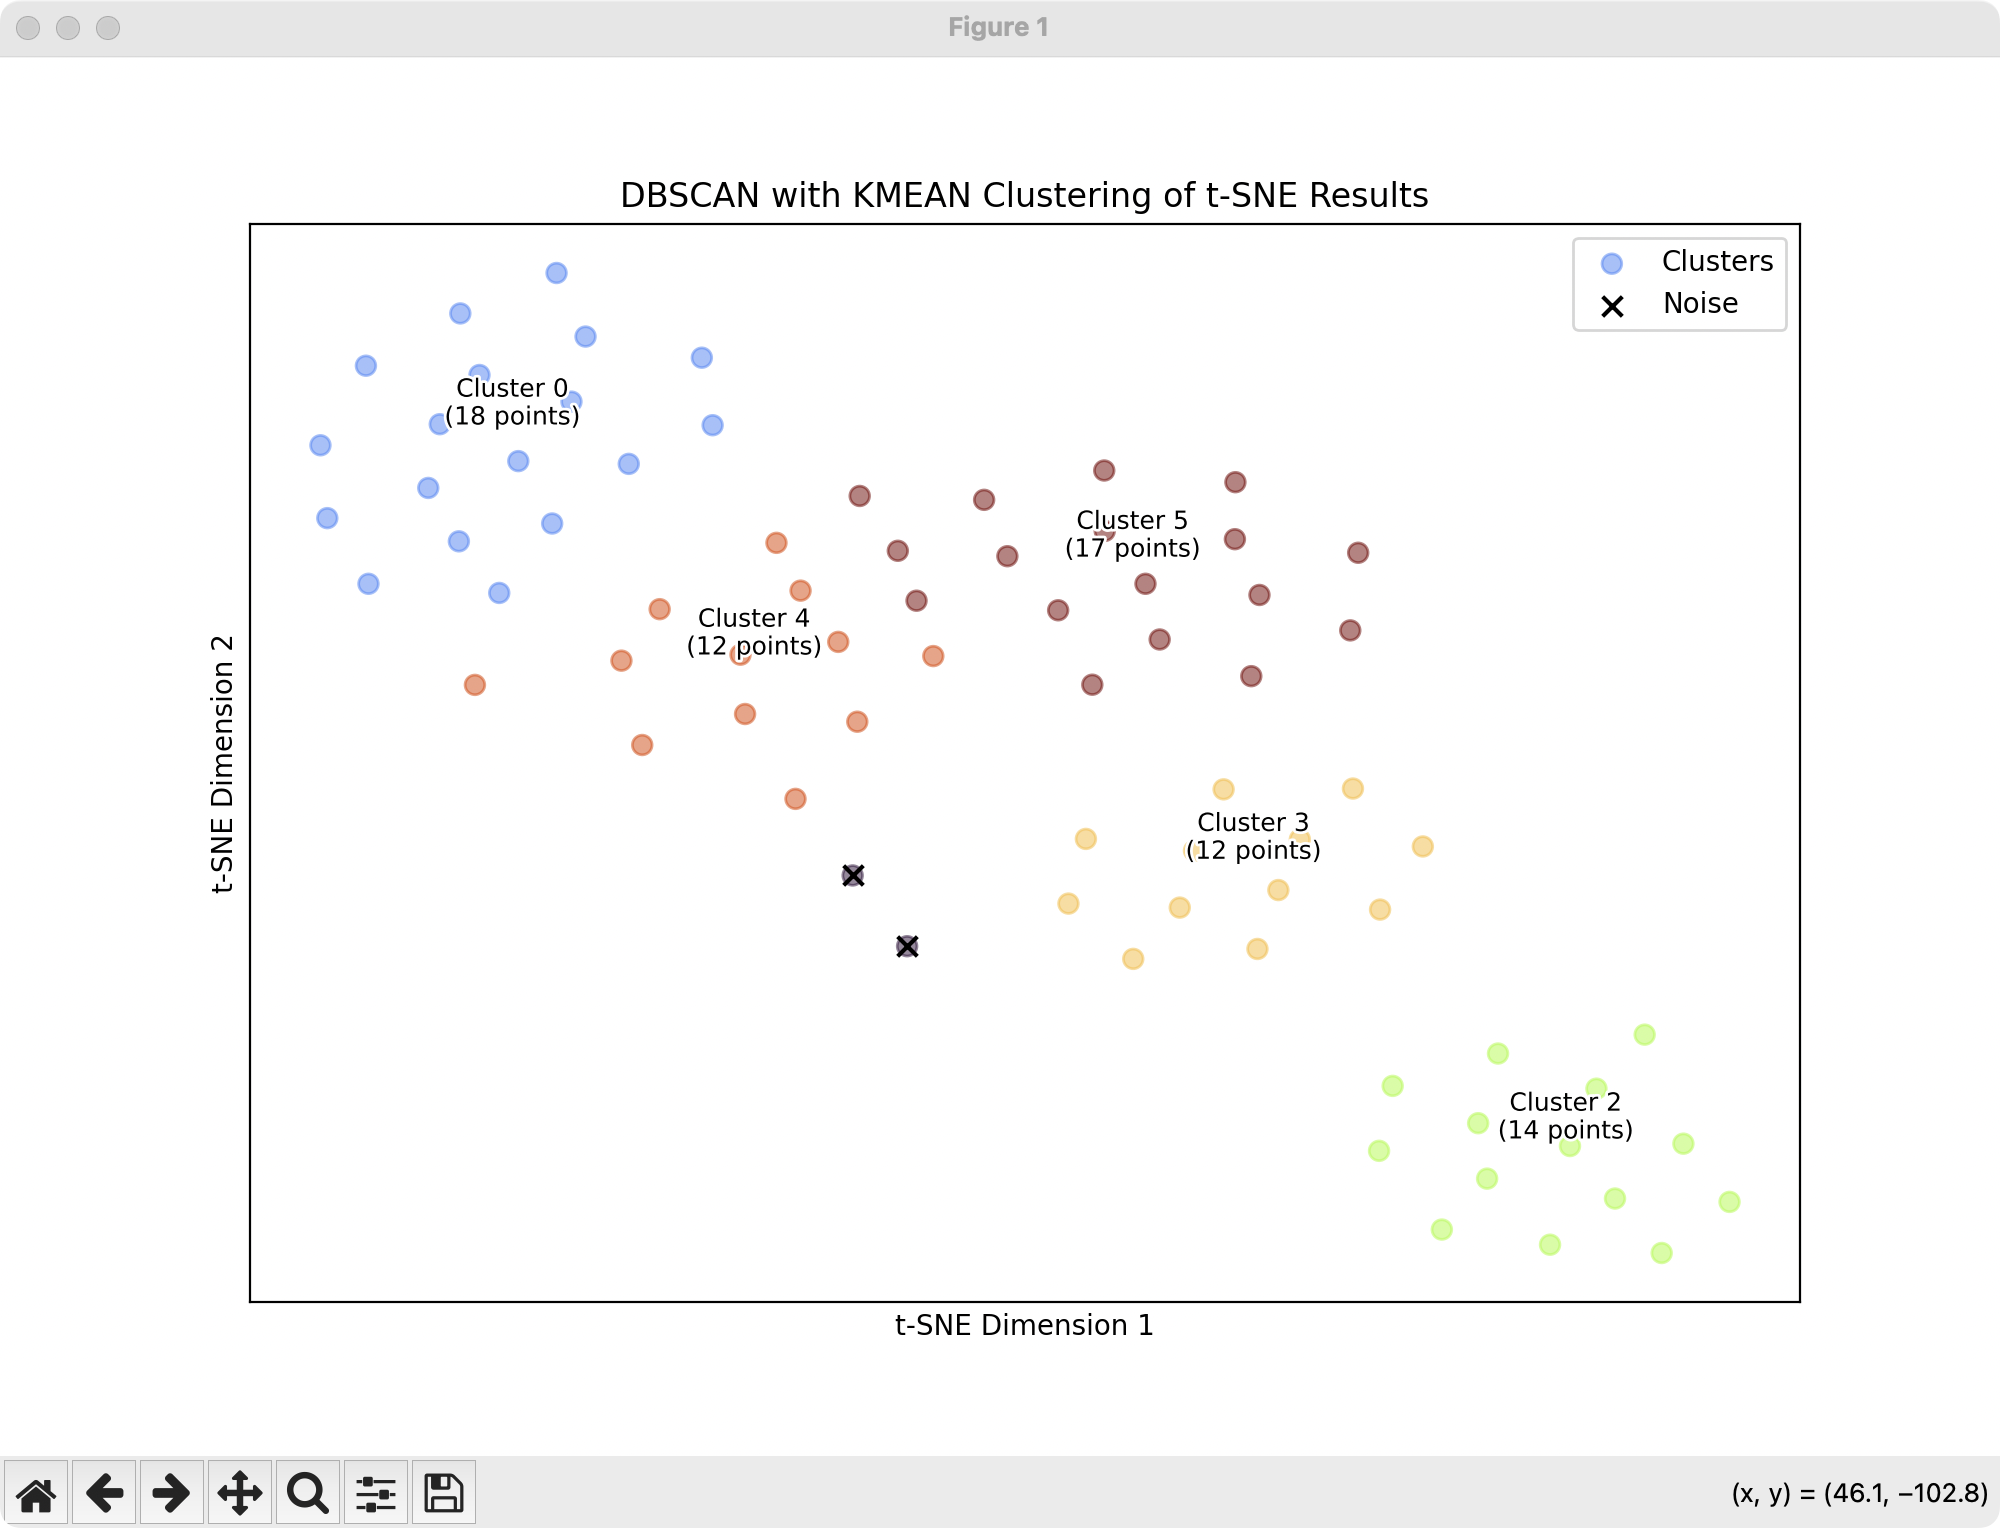 Figure 1
DBSCAN with KMEAN Clustering of t-SNE Results
Clusters
Noise
Cluster 0
(18 points)
Cluster 5
(17 points)
Cluster 4
(12 points)
Cluster 3
(12 points)
Cluster 2
(14 points)
t-SNE Dimension 2
t-SNE Dimension 1
(x, y) = (46.1, −102.8)